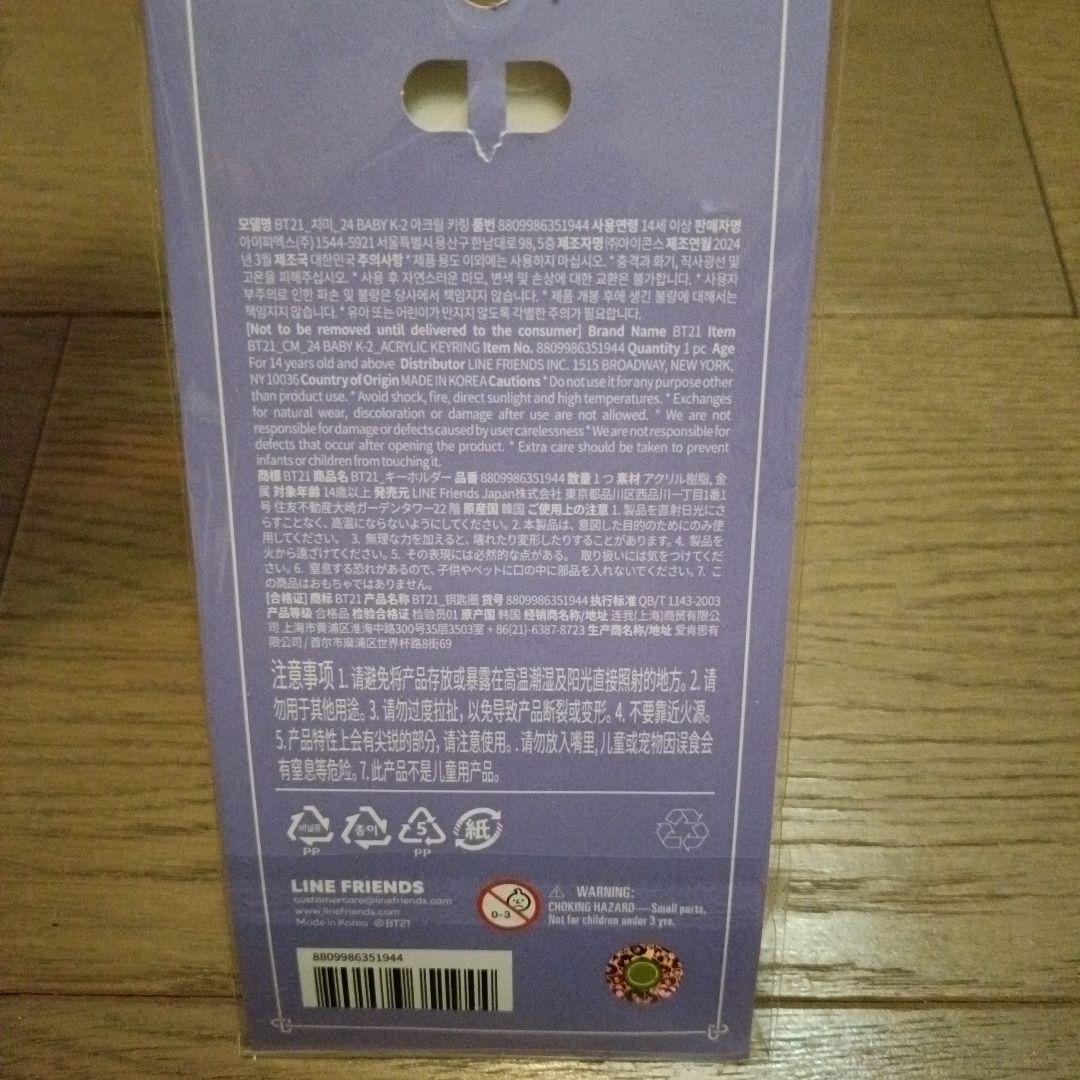 모델명 BT21_치미_24 BABY K-2 아크릴 키링 품번 8809986351944 사용연령 14세 이상 판매자명
아이피엑스(주) 1544-5921 서울특별시 용산구 한남대로 98, 5층 제조자명 ㈜아이콘스 제조연월 2024
년 3월 제조국 대한민국 주의사항 * 제품 용도 이외에는 사용하지 마십시오. * 충격과 화기, 직사광선 및
고온을 피해주십시오. * 사용 후 자연스러운 마모, 변색 및 손상에 대한 교환은 불가합니다. * 사용자
부주의로 인한 파손 및 불량은 당사에서 책임지지 않습니다. * 제품 개봉 후에 생긴 불량에 대해서는
책임지지 않습니다. * 유아 또는 어린이가 만지지 않도록 각별한 주의가 필요합니다.
[Not to be removed until delivered to the consumer] Brand Name BT21 Item
BT21_CM_24 BABY K-2_ACRYLIC KEYRING Item No. 8809986351944 Quantity 1 pc Age
For 14 years old and above Distributor LINE FRIENDS INC. 1515 BROADWAY, NEW YORK,
NY 10036 Country of Origin MADE IN KOREA Cautions * Do not use it for any purpose other
than product use. * Avoid shock, fire, direct sunlight and high temperatures. * Exchanges
for natural wear, discoloration or damage after use are not allowed. * We are not
responsible for damage or defects caused by user carelessness * We are not responsible for
defects that occur after opening the product. * Extra care should be taken to prevent
infants or children from touching it.
商標 BT21 商品名 BT21_キーホルダー 品番 8809986351944 数量 1つ 素材 アクリル樹脂, 金
属 対象年齢 14歳以上 発売元 LINE Friends Japan株式会社 東京都品川区西品川一丁目1番1
号 住友不動産大崎ガーデンタワー22 階 原産国 韓国 ご使用上の注意 1. 製品を直射日光にさ
らすことなく、高温にならないようにしてください。2. 本製品は、意図した目的のためにのみ使
用してください。 3. 無理な力を加えると、壊れたり変形したりすることがあります。4. 製品を
火から遠ざけてください。5. その表現には必然的な点がある。 取り扱いには気をつけてくだ
さい。6. 窒息する恐れがあるので、子供やペットに口の中に部品を入れないでください。7. こ
の商品はおもちゃではありません。
[合格证] 商标 BT21 产品名称 BT21_钥匙圈 货号 8809986351944 执行标准 QB/T 1143-2003
产品等级 合格品 检验合格证 检验员01 原产国 韩国 经销商名称/地址 连我(上海)商贸有限公
司 上海市黄浦区淮海中路300号35层3503室 + 86(21)-6387-8723 生产商名称/地址 爱肯思有
限公司 / 首尔市麻浦区世界杯路8街69
注意事项 1. 请避免将产品存放或暴露在高温潮湿及阳光直接照射的地方。2. 请
勿用于其他用途。3. 请勿过度拉扯, 以免导致产品断裂或变形。4. 不要靠近火源。
5. 产品特性上会有尖锐的部分, 请注意使用。. 请勿放入嘴里, 儿童或宠物因误食会
有窒息等危险。7. 此产品不是儿童用产品。
비닐류 종이 5 紙
PP PP
LINE FRIENDS
customercare@linefriends.com
www.linefriends.com
Made in Korea ©BT21
0-3
WARNING:
CHOKING HAZARD—Small parts.
Not for children under 3 yrs.
8809986351944